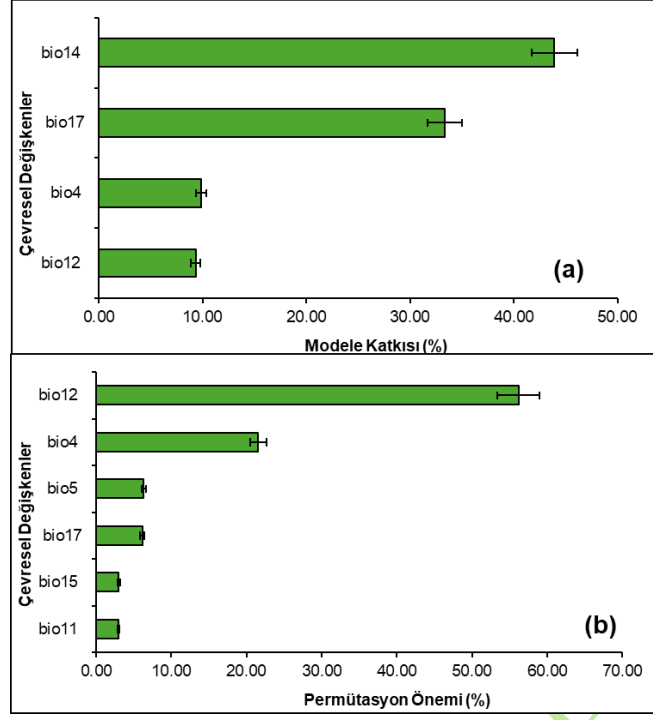 Çevresel Değişkenler
bio14
bio17
bio4
bio12
(a)
0.00 10.00 20.00 30.00 40.00 50.00
Modele Katkısı (%)
Çevresel Değişkenler
bio12
bio4
bio5
bio17
bio15
bio11
(b)
0.00 10.00 20.00 30.00 40.00 50.00 60.00 70.00
Permütasyon Önemi (%)